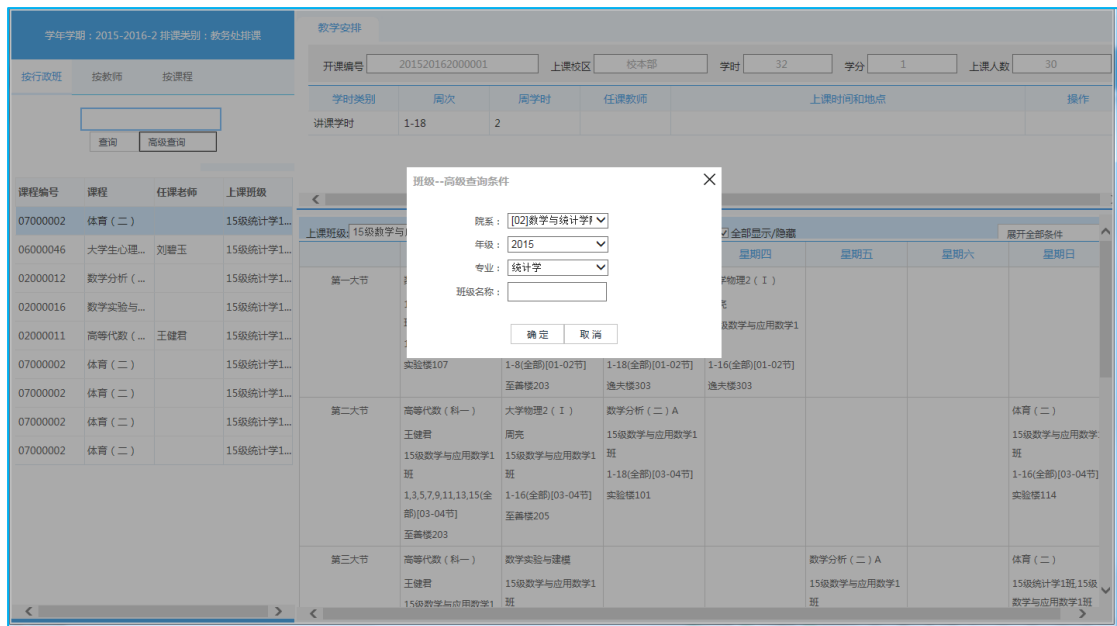 学年学期：2015-2016-2 排课类别：教务处排课
按行政班 按教师 按课程
查询 高级查询
课程编号 课程 任课老师 上课班级
07000002 体育（二） 15级统计学1...
06000046 大学生心理... 刘碧玉 15级统计学1...
02000012 数学分析（... 15级统计学1...
02000016 数学实验与... 15级统计学1...
02000011 高等代数（... 王健君 15级统计学1...
07000002 体育（二） 15级统计学1...
07000002 体育（二） 15级统计学1...
07000002 体育（二） 15级统计学1...
07000002 体育（二） 15级统计学1...
教学安排
开课编号 201520162000001 上课校区 校本部 学时 32 学分 1 上课人数 30
学时类别 周次 周学时 任课教师 上课时间和地点 操作
讲课学时 1-18 2
班级--高级查询条件
院系： [02]数学与统计学
年级： 2015
专业： 统计学
班级名称：
确定 取消
上课班级: 15级数学与 全部显示/隐藏 展开全部条件
星期四 星期五 星期六 星期日
第一大节
学物理2（Ⅰ）
级数学与应用数学1
实验楼107
1-8(全部)[01-02节]
至善楼203
1-18(全部)[01-02节]
逸夫楼303
1-16(全部)[01-02节]
逸夫楼303
第二大节
高等代数（科一）
王健君
15级数学与应用数学1
班
1,3,5,7,9,11,13,15(全
部)[03-04节]
至善楼203
大学物理2（Ⅰ）
周亮
15级数学与应用数学1
班
1-16(全部)[03-04节]
至善楼205
数学分析（二）A
15级数学与应用数学1
班
1-18(全部)[03-04节]
实验楼101
体育（二）
15级数学与应用数学
班
1-16(全部)[03-04节]
实验楼114
第三大节
高等代数（科一）
王健君
15级数学与应用数学1
数学实验与建模
15级数学与应用数学1
班
数学分析（二）A
15级数学与应用数学1
班
体育（二）
15级统计学1班,15级
数学与应用数学1班